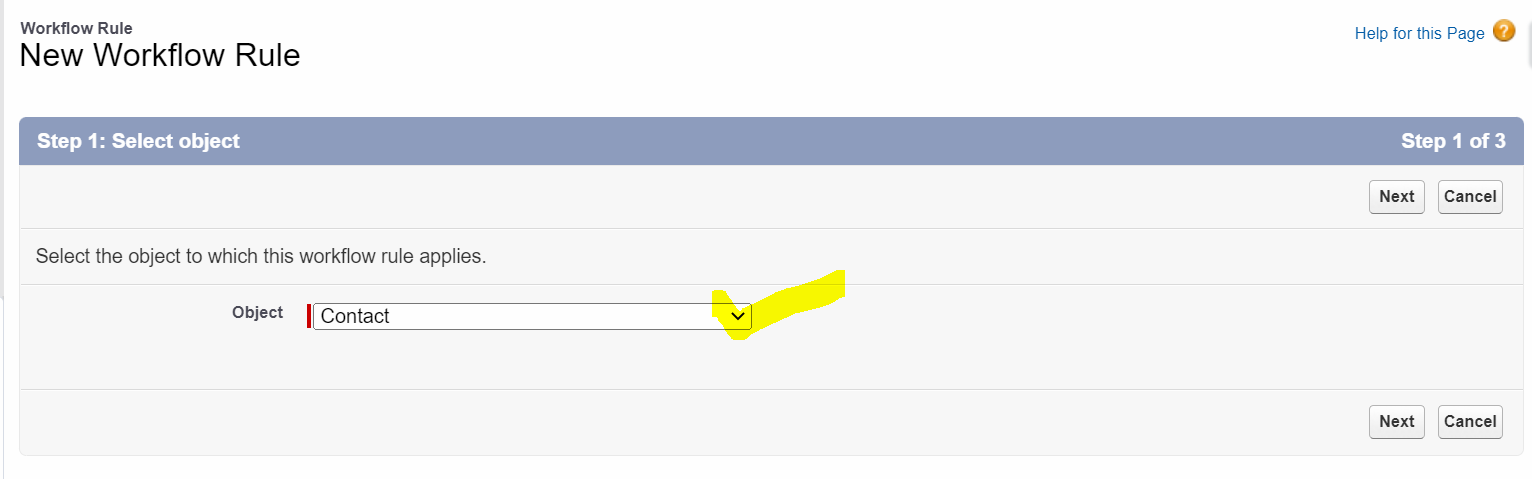 Workflow Rule
New Workflow Rule
Help for this Page ?
Step 1: Select object
Step 1 of 3
Next Cancel
Select the object to which this workflow rule applies.
Object Contact
Next Cancel